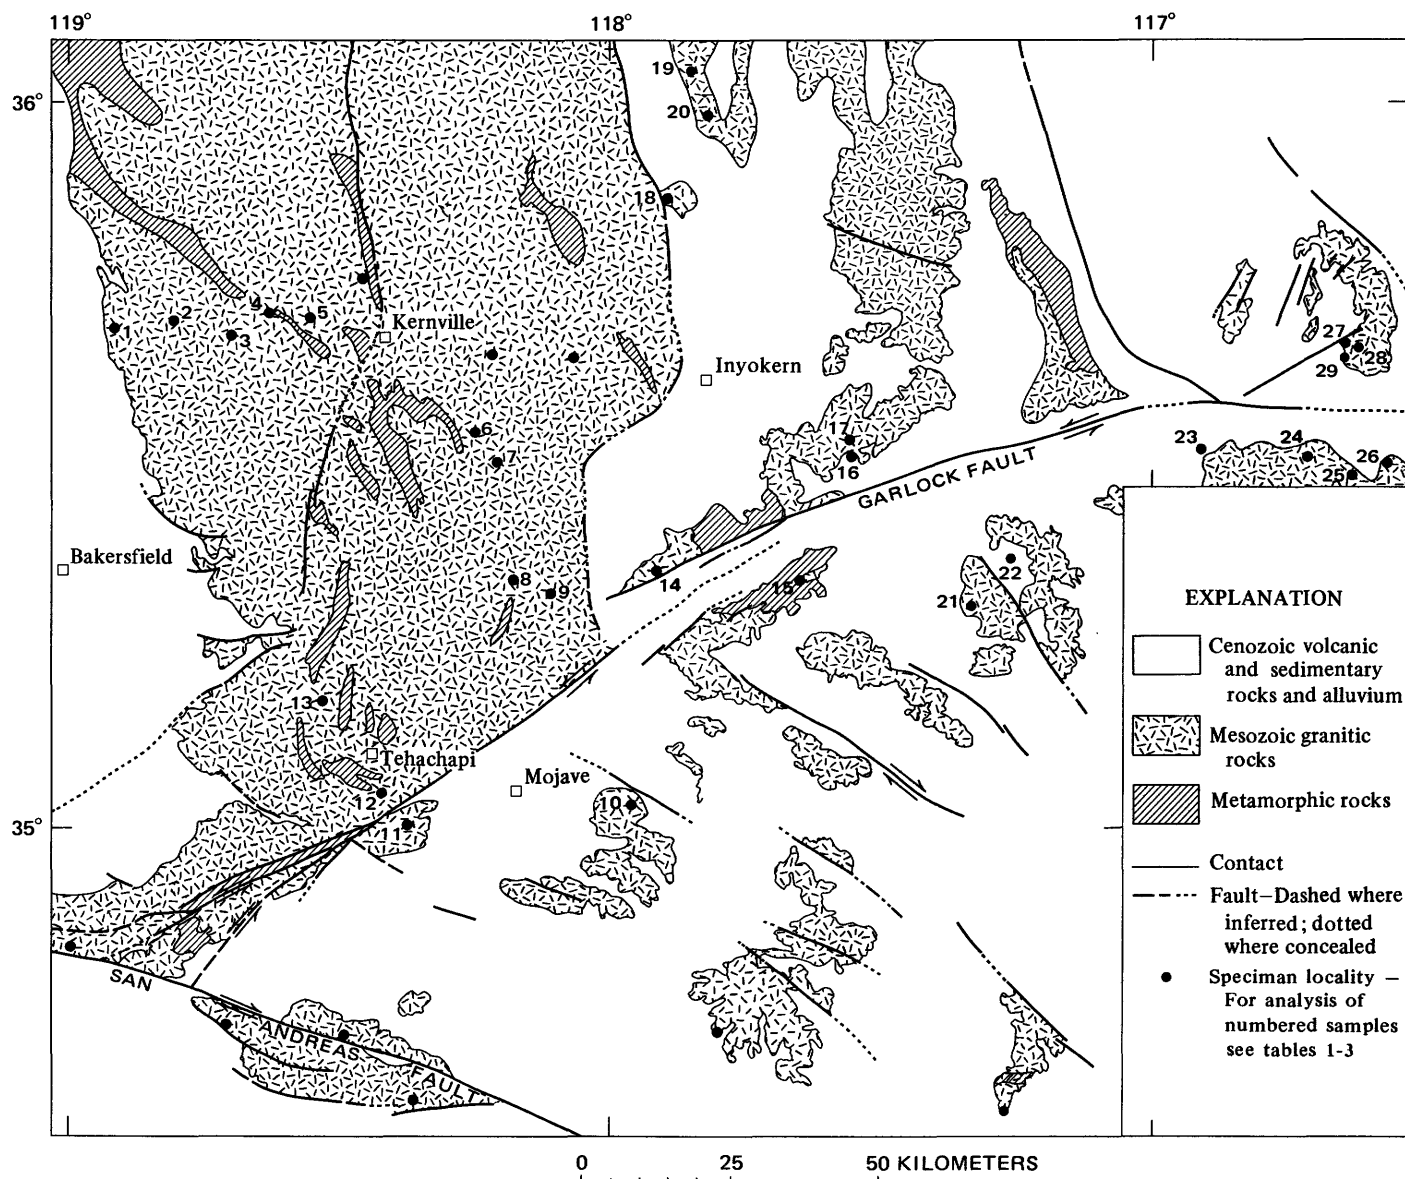 119°
118°
117°
36°
35°
19
20
18
1
2
3
4
5
Kernville
Inyokern
6
7
17
16
27
28
29
23
24
25
26
GARLOCK FAULT
Bakersfield
8
9
14
15
21
22
13
Tehachapi
12
11
Mojave
10
SAN
ANDREAS
FAULT
EXPLANATION
Cenozoic volcanic
and sedimentary
rocks and alluvium
Mesozoic granitic
rocks
Metamorphic rocks
Contact
Fault—Dashed where
inferred; dotted
where concealed
Speciman locality —
For analysis of
numbered samples
see tables 1-3
0 25 50 KILOMETERS